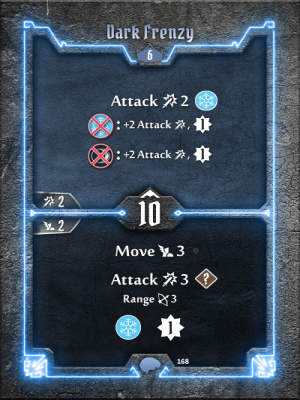 Dark Frenzy
6
Attack 2
: +2 Attack , 1
: +2 Attack , 1
2
10
2
Move 3
Attack 3 ?
Range 3
1
168